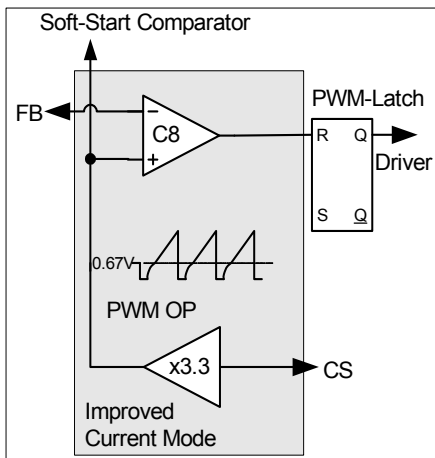 Soft-Start Comparator
FB
PWM-Latch
−
C8
+
R Q
Driver
S Q
0.67V
PWM OP
x3.3
CS
Improved
Current Mode